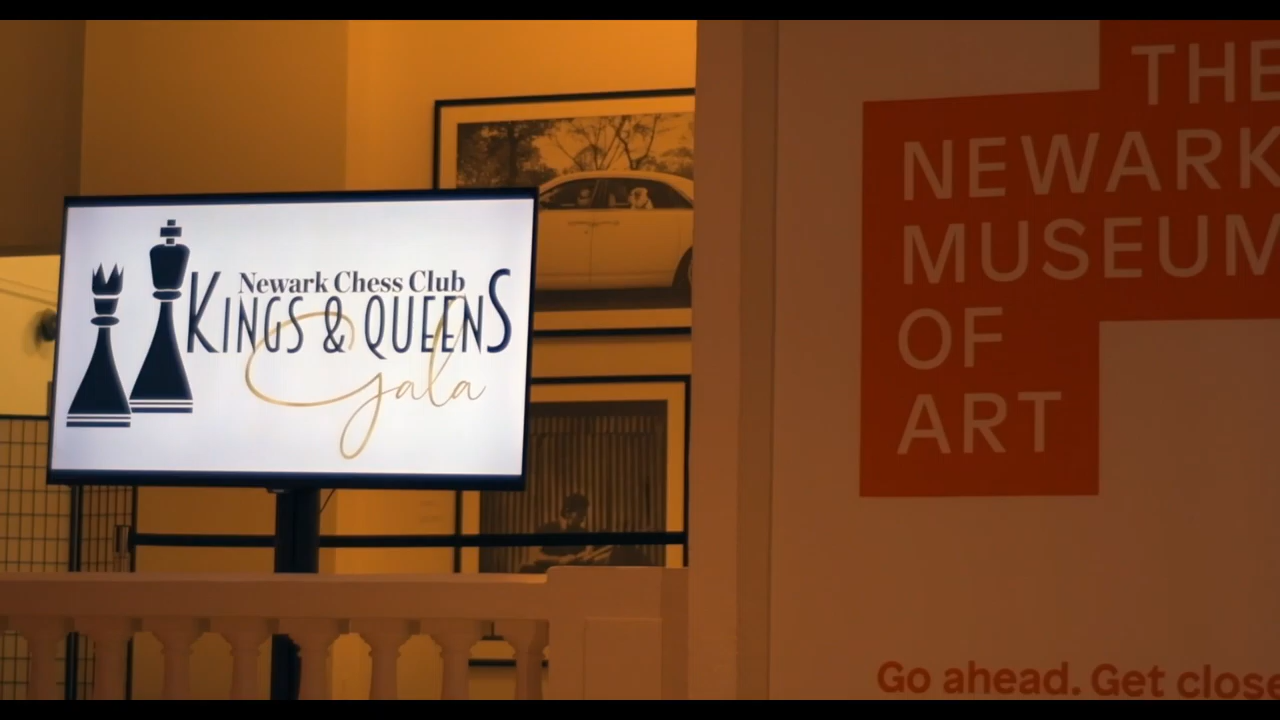 Newark Chess Club
KINGS & QUEENS
Gala
THE
NEWARK
MUSEUM
OF
ART
Go ahead. Get close